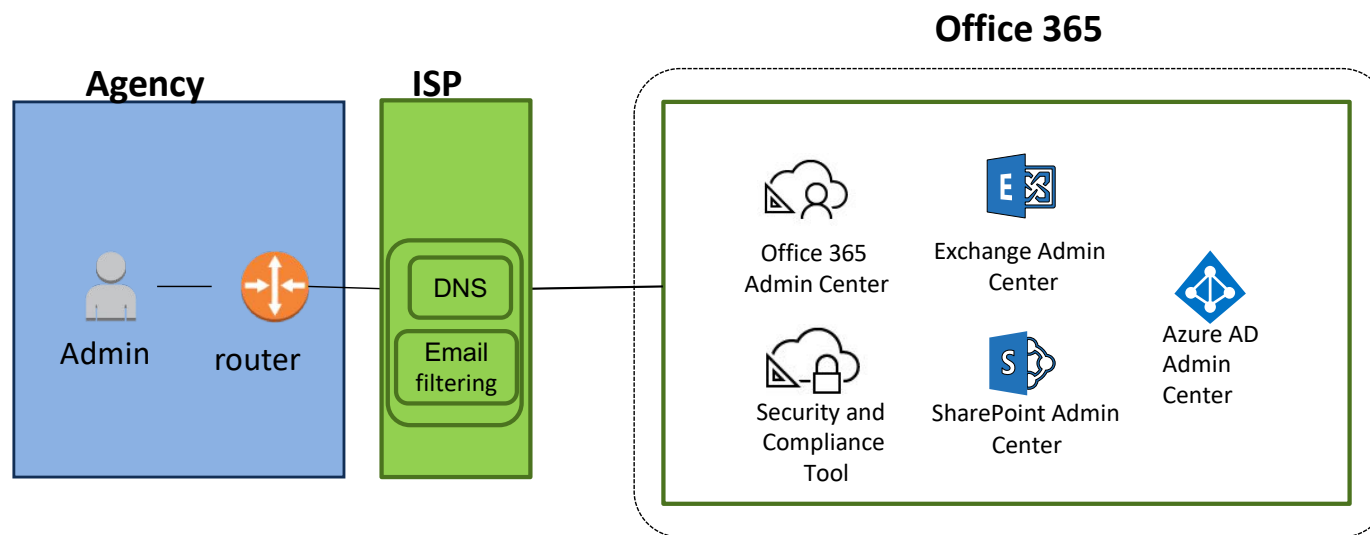 Office 365
Agency
ISP
Admin
router
DNS
Email
filtering
Office 365
Admin Center
E
Exchange Admin
Center
Security and
Compliance
Tool
S
SharePoint Admin
Center
Azure AD
Admin
Center